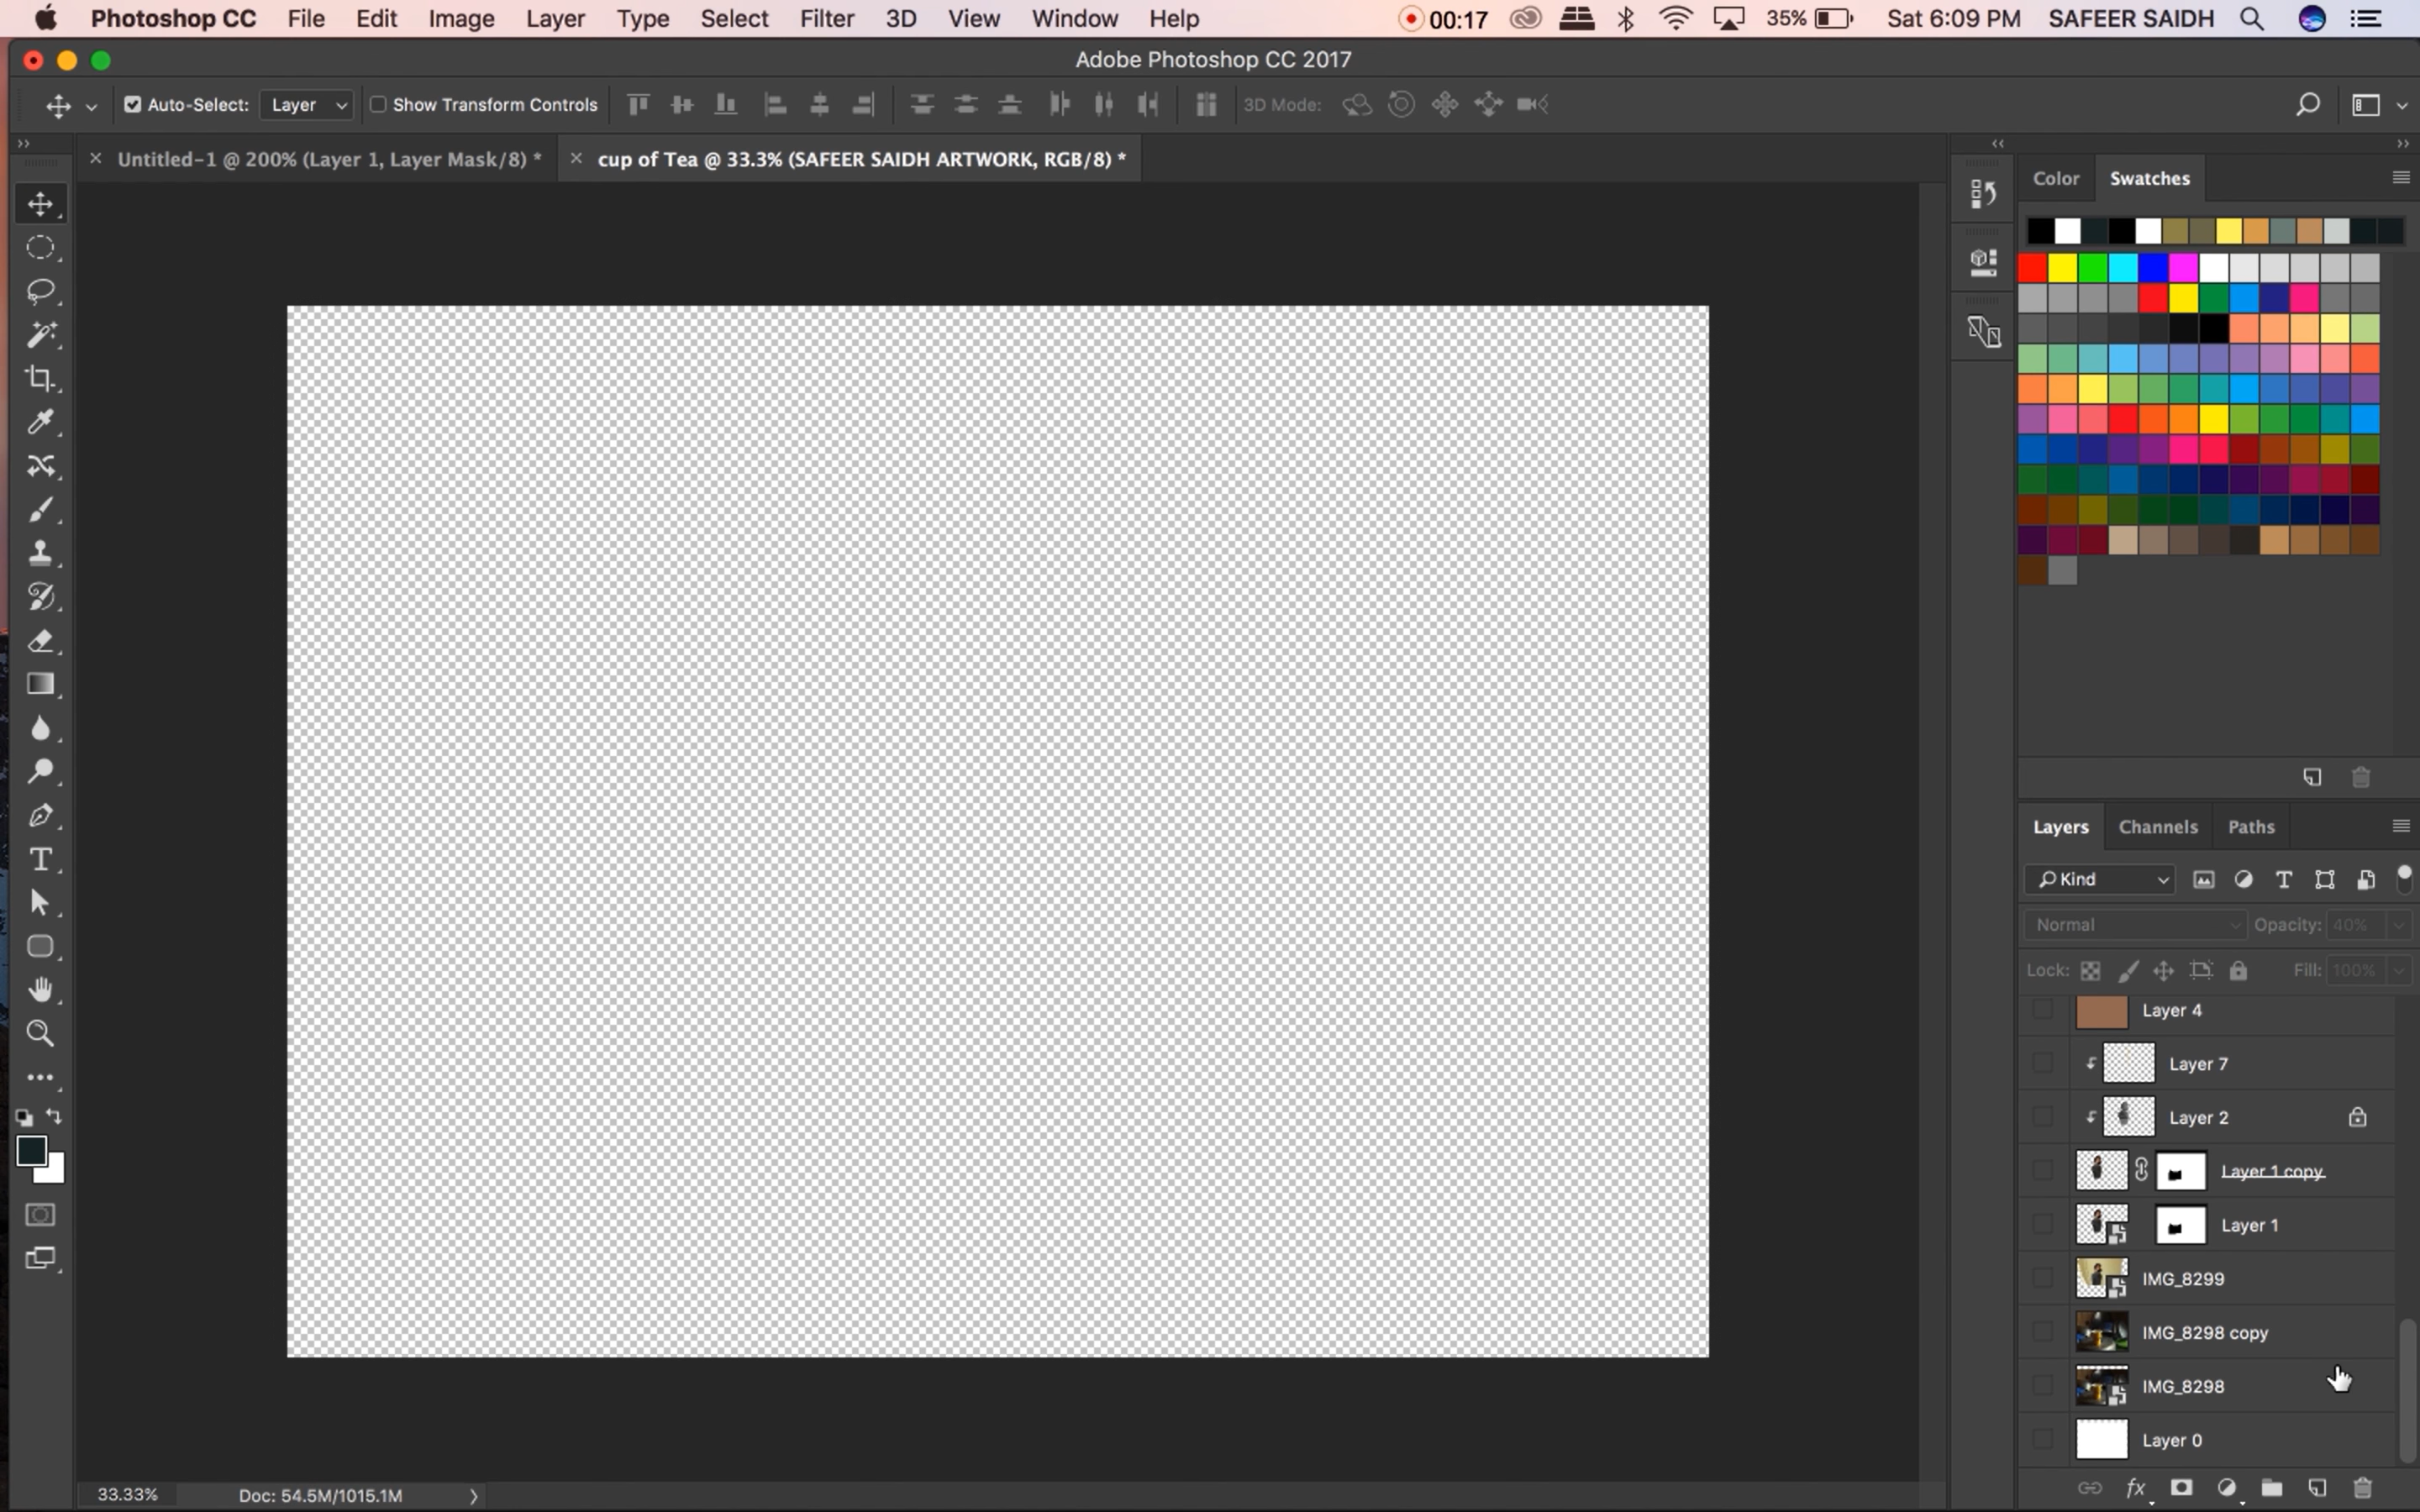 Photoshop CC File Edit Image Layer Type Select Filter 3D View Window Help 00:17 35% Sat 6:09 PM SAFEER SAIDH
Adobe Photoshop CC 2017
Auto-Select: Layer Show Transform Controls 3D Mode:
Untitled-1 @ 200% (Layer 1, Layer Mask/8) * cup of Tea @ 33.3% (SAFEER SAIDH ARTWORK, RGB/8) *
Color Swatches
Layers Channels Paths
Kind
Normal Opacity: 40%
Lock: Fill: 100%
Layer 4
Layer 7
Layer 2
Layer 1 copy
Layer 1
IMG_8299
IMG_8298 copy
IMG_8298
Layer 0
33.33% Doc: 54.5M/1015.1M